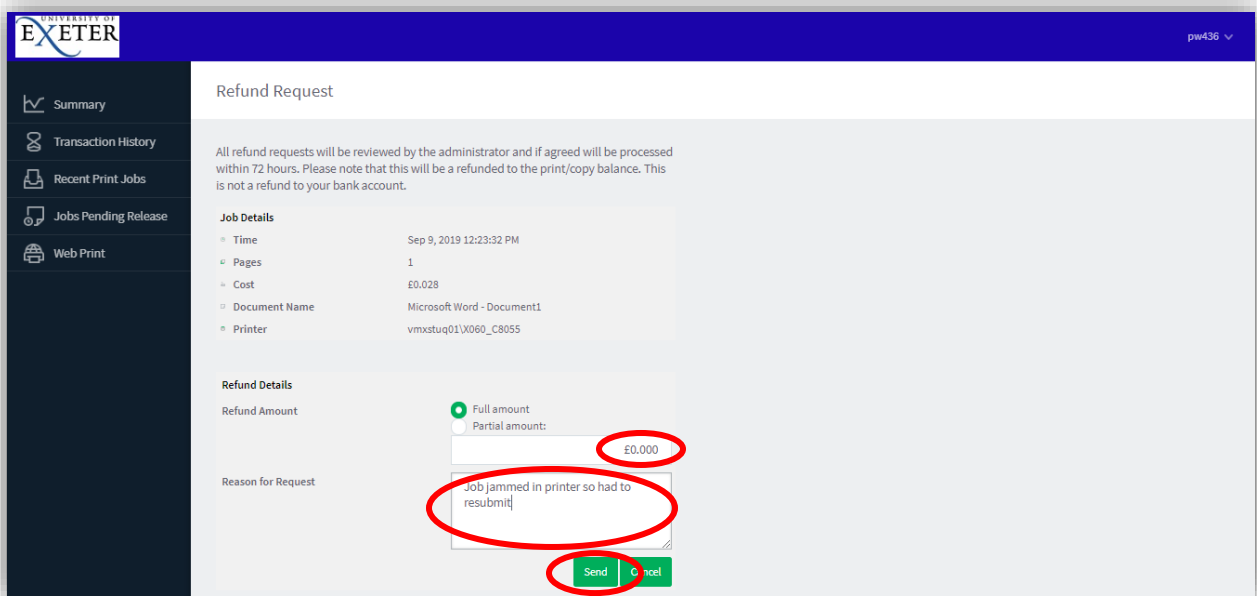 UNIVERSITY OF
EXETER
pw436
Summary
Transaction History
Recent Print Jobs
Jobs Pending Release
Web Print
Refund Request
All refund requests will be reviewed by the administrator and if agreed will be processed
within 72 hours. Please note that this will be a refunded to the print/copy balance. This
is not a refund to your bank account.
Job Details
Time Sep 9, 2019 12:23:32 PM
Pages 1
Cost £0.028
Document Name Microsoft Word - Document1
Printer vmxstuq01\X060_C8055
Refund Details
Refund Amount Full amount
Partial amount:
£0.000
Reason for Request Job jammed in printer so had to
resubmit
Send Cancel